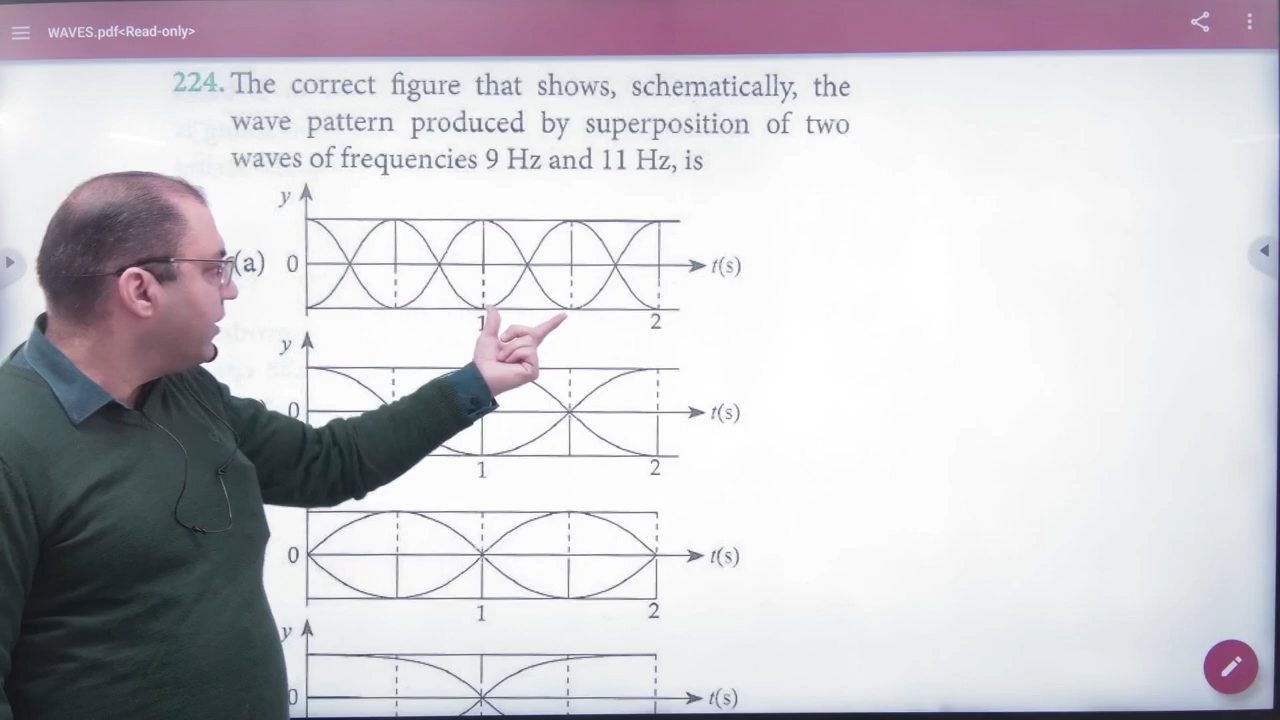 WAVES.pdf<Read-only>
224. The correct figure that shows, schematically, the
wave pattern produced by superposition of two
waves of frequencies 9 Hz and 11 Hz, is
y
(a) 0 t(s)
1 2
y
0 t(s)
1 2
0 t(s)
1 2
y
0 t(s)